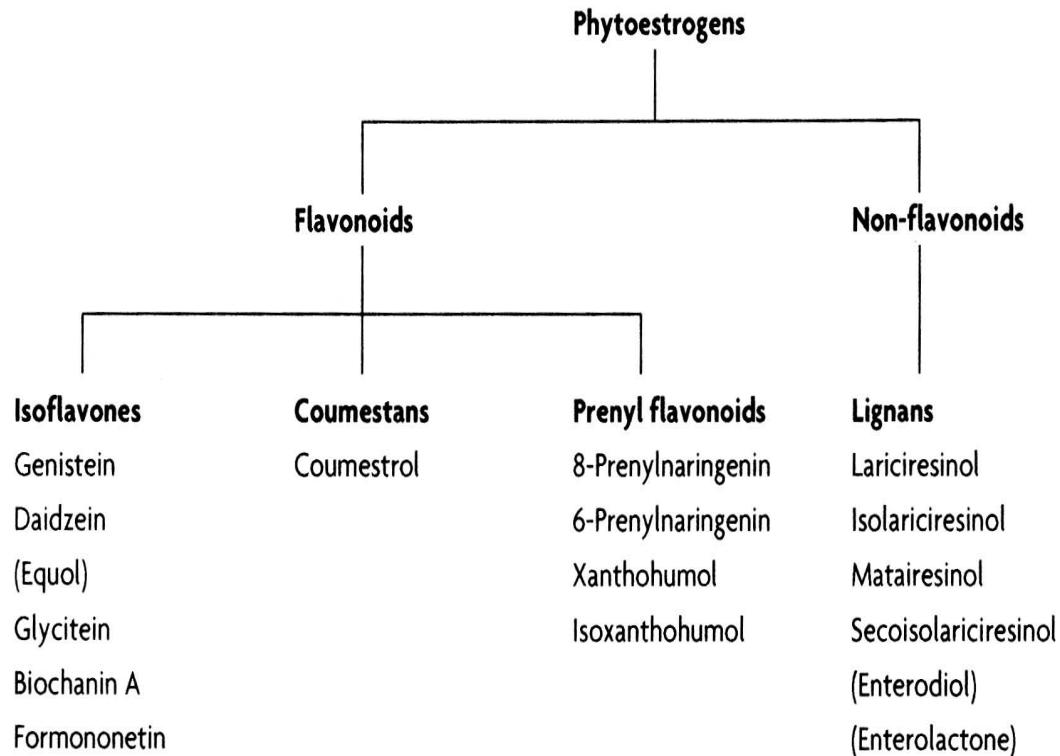 Phytoestrogens
Flavonoids
Non-flavonoids
Isoflavones
Genistein
Daidzein
(Equol)
Glycitein
Biochanin A
Formononetin
Coumestans
Coumestrol
Prenyl flavonoids
8-Prenylnaringenin
6-Prenylnaringenin
Xanthohumol
Isoxanthohumol
Lignans
Lariciresinol
Isolariciresinol
Matairesinol
Secoisolariciresinol
(Enterodiol)
(Enterolactone)